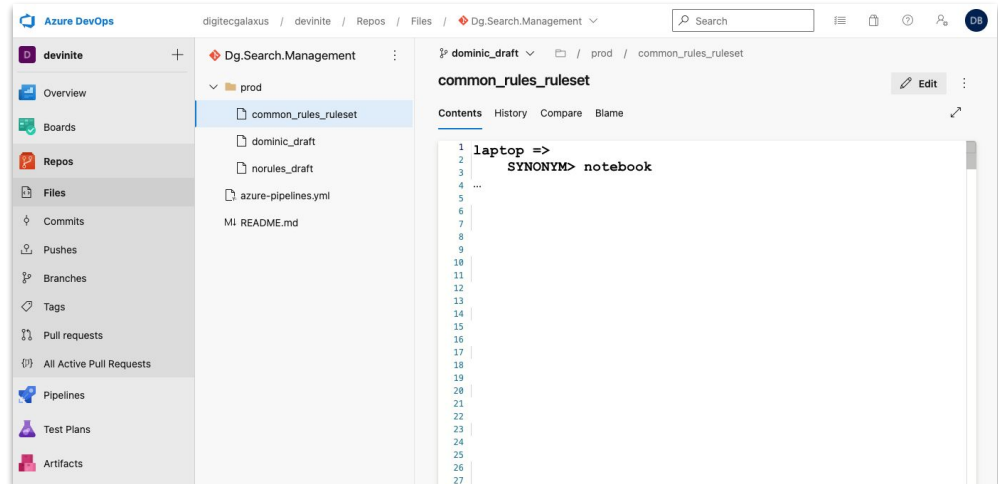 Azure DevOps
digitecgalaxus / devinite / Repos / Files / Dg.Search.Management
Search
DB
D devinite
Overview
Boards
Repos
Files
Commits
Pushes
Branches
Tags
Pull requests
All Active Pull Requests
Pipelines
Test Plans
Artifacts
Dg.Search.Management
prod
common_rules_ruleset
dominic_draft
norules_draft
azure-pipelines.yml
M↓ README.md
dominic_draft / prod / common_rules_ruleset
common_rules_ruleset
Edit
Contents History Compare Blame
1 laptop =>
2 SYNONYM> notebook
3
4 ...
5
6
7
8
9
10
11
12
13
14
15
16
17
18
19
20
21
22
23
24
25
26
27